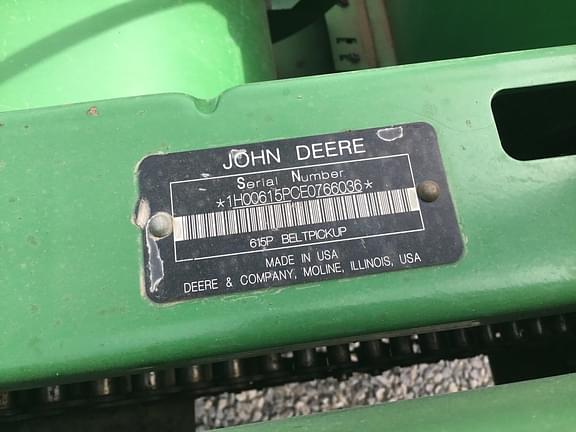 JOHN DEERE
Serial Number
*1H00615PCE0766036*
615P BELTPICKUP
MADE IN USA
DEERE & COMPANY, MOLINE, ILLINOIS, USA